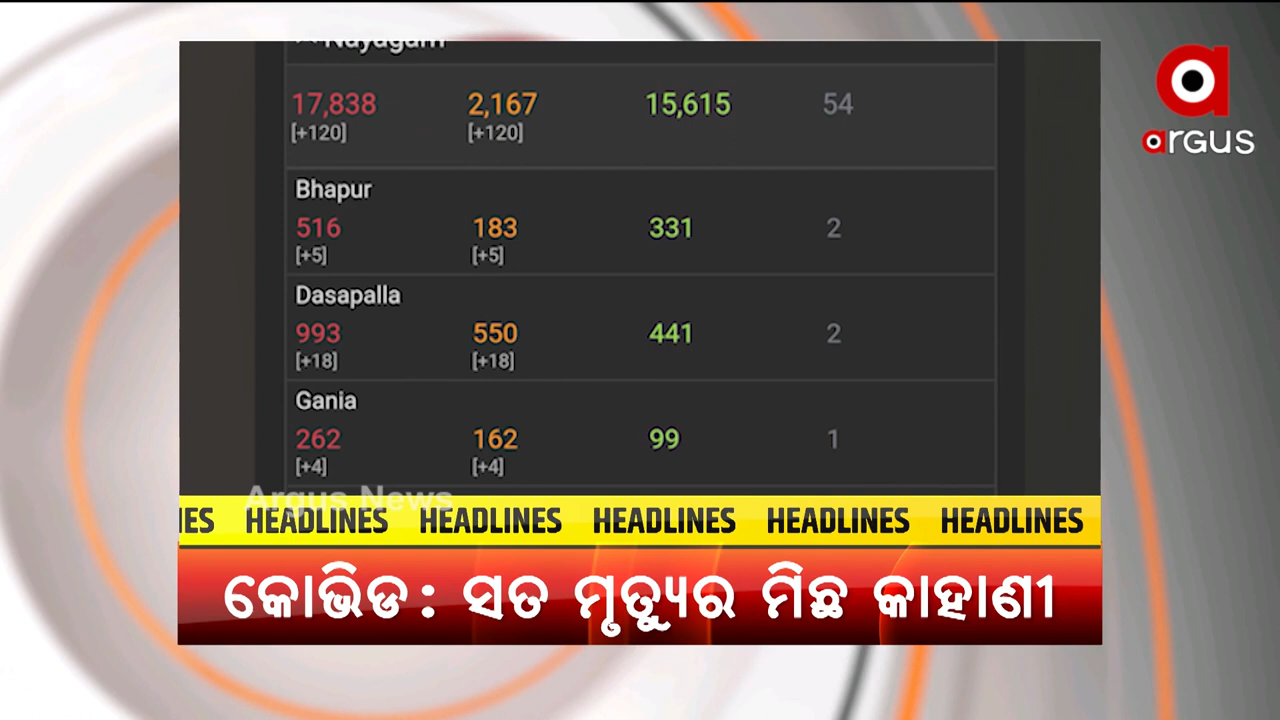 Nayagarh
17,838 2,167 15,615 54
[+120] [+120]
argus
Bhapur
516 183 331 2
[+5] [+5]
Dasapalla
993 550 441 2
[+18] [+18]
Gania
262 162 99 1
[+4] [+4]
Argus News
IES HEADLINES HEADLINES HEADLINES HEADLINES HEADLINES
କୋଭିଡ : ସତ ମୃତ୍ୟୁର ମିଛ କାହାଣୀ